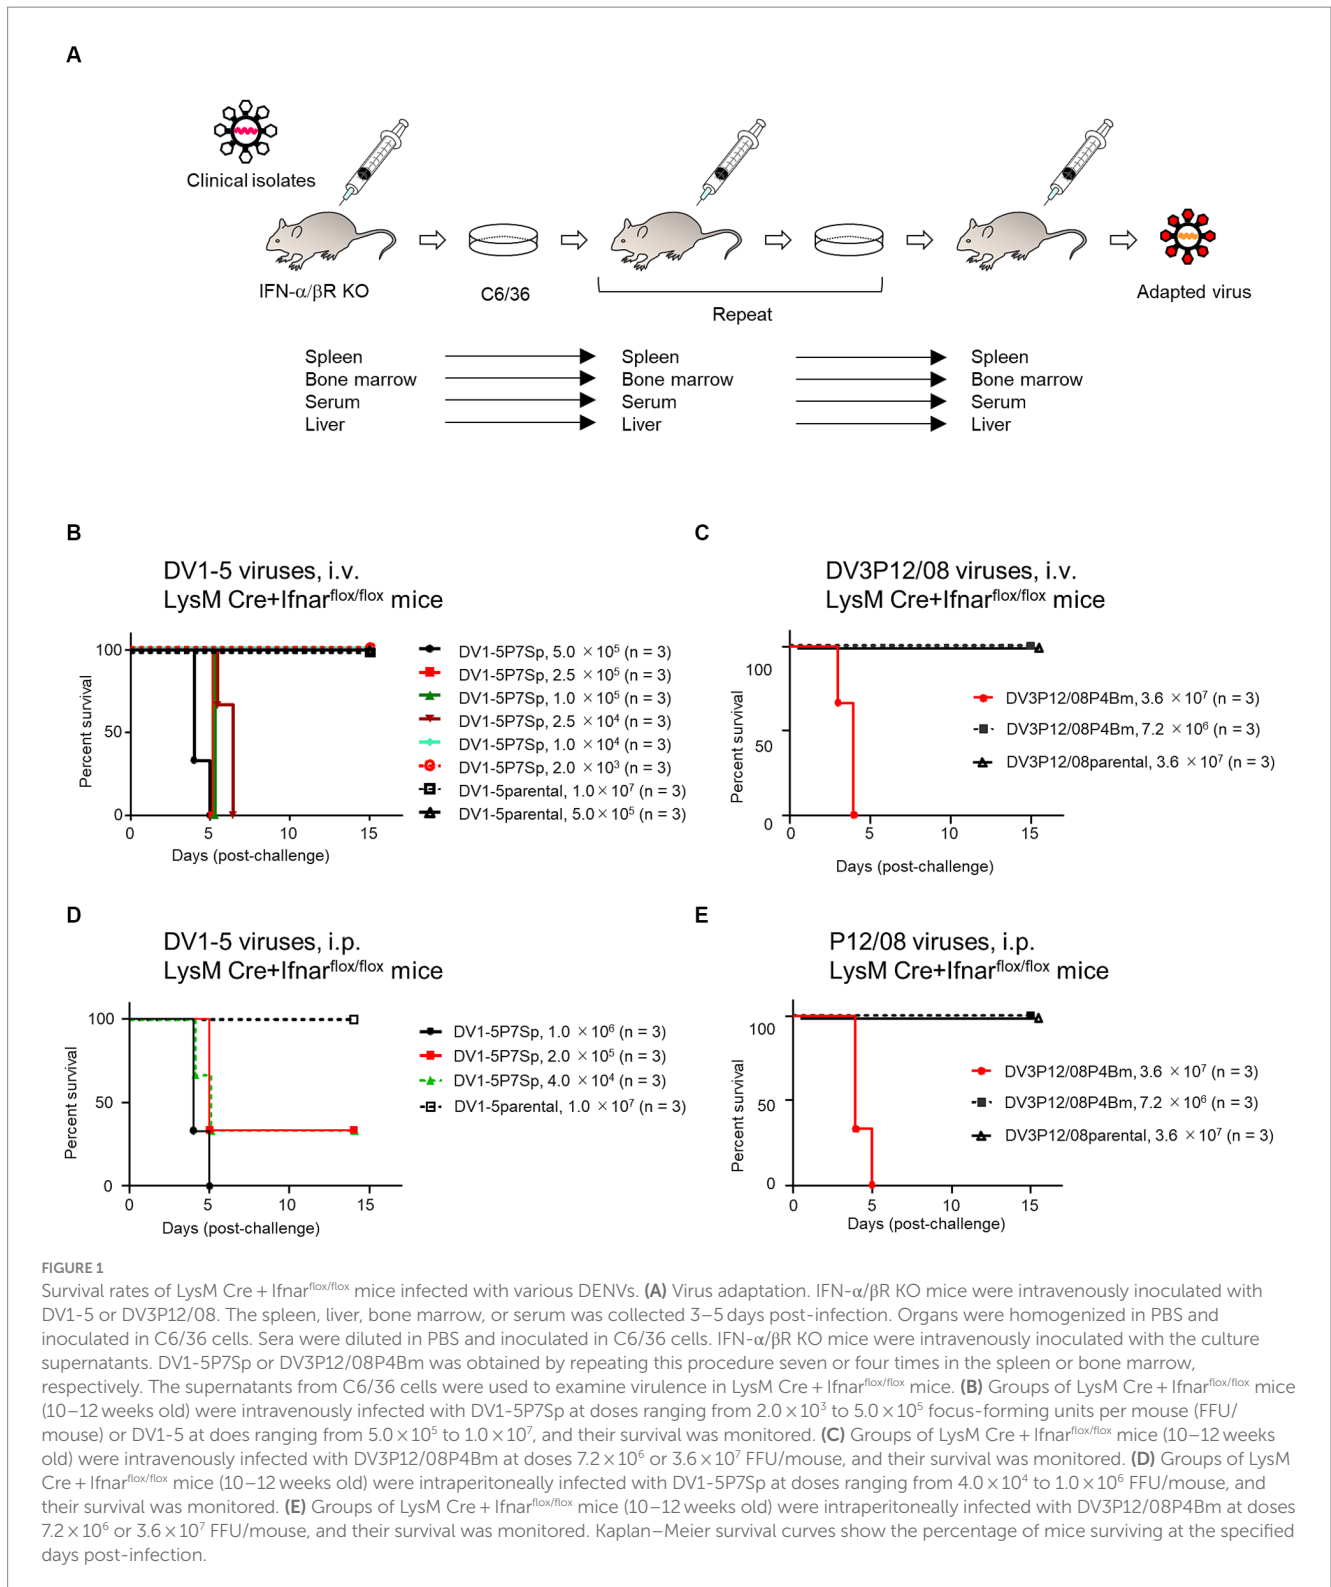 A
Clinical isolates
IFN-α/βR KO
C6/36
Repeat
Adapted virus
Spleen Spleen Spleen
Bone marrow Bone marrow Bone marrow
Serum Serum Serum
Liver Liver Liver
B
DV1-5 viruses, i.v.
LysM Cre+Ifnar^flox/flox mice
Percent survival
100
50
0
0 5 10 15
Days (post-challenge)
DV1-5P7Sp, 5.0 × 10⁵ (n = 3)
DV1-5P7Sp, 2.5 × 10⁵ (n = 3)
DV1-5P7Sp, 1.0 × 10⁵ (n = 3)
DV1-5P7Sp, 2.5 × 10⁴ (n = 3)
DV1-5P7Sp, 1.0 × 10⁴ (n = 3)
DV1-5P7Sp, 2.0 × 10³ (n = 3)
DV1-5parental, 1.0 × 10⁷ (n = 3)
DV1-5parental, 5.0 × 10⁵ (n = 3)
C
DV3P12/08 viruses, i.v.
LysM Cre+Ifnar^flox/flox mice
Percent survival
100
50
0
0 5 10 15
Days (post-challenge)
DV3P12/08P4Bm, 3.6 × 10⁷ (n = 3)
DV3P12/08P4Bm, 7.2 × 10⁶ (n = 3)
DV3P12/08parental, 3.6 × 10⁷ (n = 3)
D
DV1-5 viruses, i.p.
LysM Cre+Ifnar^flox/flox mice
Percent survival
100
50
0
0 5 10 15
Days (post-challenge)
DV1-5P7Sp, 1.0 × 10⁶ (n = 3)
DV1-5P7Sp, 2.0 × 10⁵ (n = 3)
DV1-5P7Sp, 4.0 × 10⁴ (n = 3)
DV1-5parental, 1.0 × 10⁷ (n = 3)
E
P12/08 viruses, i.p.
LysM Cre+Ifnar^flox/flox mice
Percent survival
100
50
0
0 5 10 15
Days (post-challenge)
DV3P12/08P4Bm, 3.6 × 10⁷ (n = 3)
DV3P12/08P4Bm, 7.2 × 10⁶ (n = 3)
DV3P12/08parental, 3.6 × 10⁷ (n = 3)
FIGURE 1
Survival rates of LysM Cre + Ifnar^flox/flox mice infected with various DENVs. (A) Virus adaptation. IFN-α/βR KO mice were intravenously inoculated with
DV1-5 or DV3P12/08. The spleen, liver, bone marrow, or serum was collected 3–5 days post-infection. Organs were homogenized in PBS and
inoculated in C6/36 cells. Sera were diluted in PBS and inoculated in C6/36 cells. IFN-α/βR KO mice were intravenously inoculated with the culture
supernatants. DV1-5P7Sp or DV3P12/08P4Bm was obtained by repeating this procedure seven or four times in the spleen or bone marrow,
respectively. The supernatants from C6/36 cells were used to examine virulence in LysM Cre + Ifnar^flox/flox mice. (B) Groups of LysM Cre + Ifnar^flox/flox mice
(10–12 weeks old) were intravenously infected with DV1-5P7Sp at doses ranging from 2.0 × 10³ to 5.0 × 10⁵ focus-forming units per mouse (FFU/
mouse) or DV1-5 at does ranging from 5.0 × 10⁵ to 1.0 × 10⁷, and their survival was monitored. (C) Groups of LysM Cre + Ifnar^flox/flox mice (10–12 weeks
old) were intravenously infected with DV3P12/08P4Bm at doses 7.2 × 10⁶ or 3.6 × 10⁷ FFU/mouse, and their survival was monitored. (D) Groups of LysM
Cre + Ifnar^flox/flox mice (10–12 weeks old) were intraperitoneally infected with DV1-5P7Sp at doses ranging from 4.0 × 10⁴ to 1.0 × 10⁶ FFU/mouse, and
their survival was monitored. (E) Groups of LysM Cre + Ifnar^flox/flox mice (10–12 weeks old) were intraperitoneally infected with DV3P12/08P4Bm at doses
7.2 × 10⁶ or 3.6 × 10⁷ FFU/mouse, and their survival was monitored. Kaplan–Meier survival curves show the percentage of mice surviving at the specified
days post-infection.